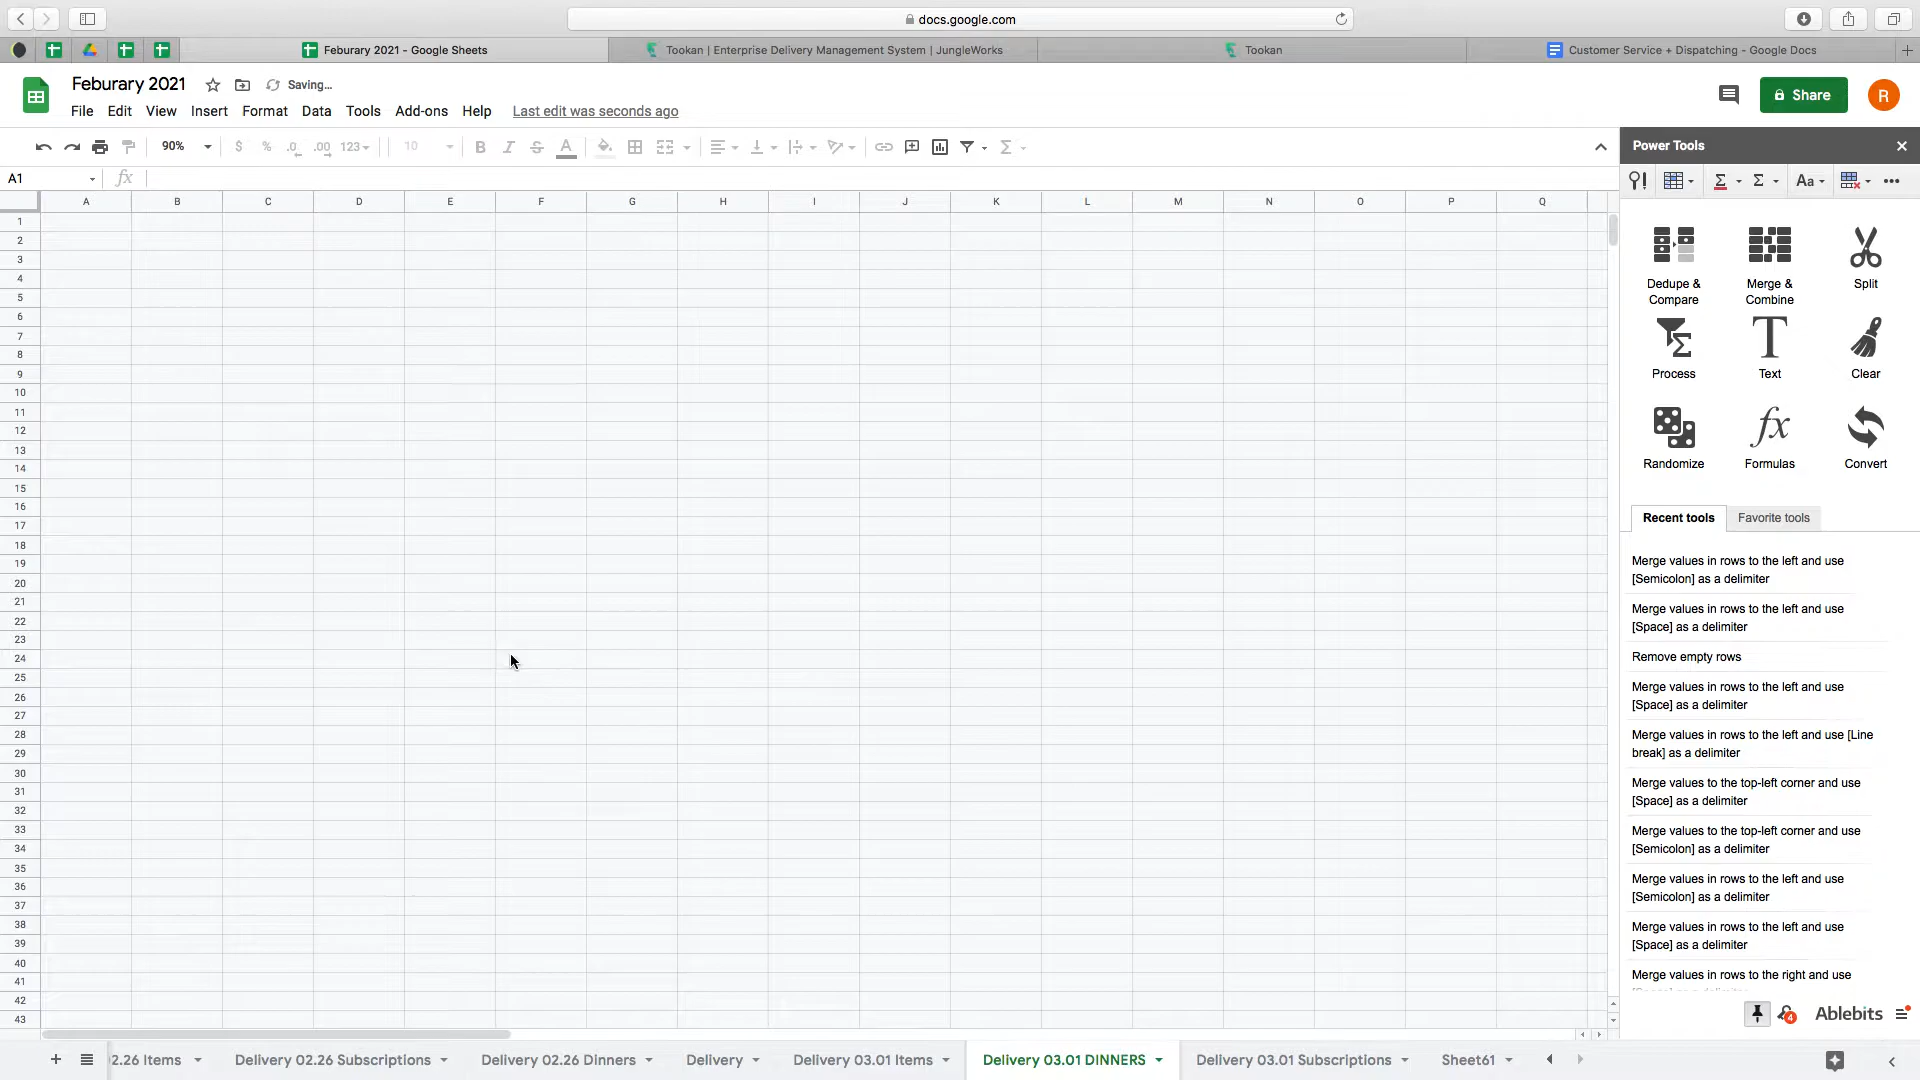 docs.google.com
Feburary 2021 - Google Sheets
Tookan | Enterprise Delivery Management System | JungleWorks
Tookan
Customer Service + Dispatching - Google Docs
Feburary 2021
Saving...
File Edit View Insert Format Data Tools Add-ons Help Last edit was seconds ago
Share
R
90% $ % .0 .00 123 10 B I S A
Power Tools
A1 fx
Aa
A B C D E F G H I J K L M N O P Q
1
2
3
4
5
6
7
8
9
10
11
12
13
14
15
16
17
18
19
20
21
22
23
24
25
26
27
28
29
30
31
32
33
34
35
36
37
38
39
40
41
42
43
Dedupe & Compare
Merge & Combine
Split
Process
Text
Clear
Randomize
Formulas
Convert
Recent tools
Favorite tools
Merge values in rows to the left and use
[Semicolon] as a delimiter
Merge values in rows to the left and use
[Space] as a delimiter
Remove empty rows
Merge values in rows to the left and use
[Space] as a delimiter
Merge values in rows to the left and use [Line
break] as a delimiter
Merge values to the top-left corner and use
[Space] as a delimiter
Merge values to the top-left corner and use
[Semicolon] as a delimiter
Merge values in rows to the left and use
[Semicolon] as a delimiter
Merge values in rows to the left and use
[Space] as a delimiter
Merge values in rows to the right and use
4 Ablebits
2.26 Items
Delivery 02.26 Subscriptions
Delivery 02.26 Dinners
Delivery
Delivery 03.01 Items
Delivery 03.01 DINNERS
Delivery 03.01 Subscriptions
Sheet61